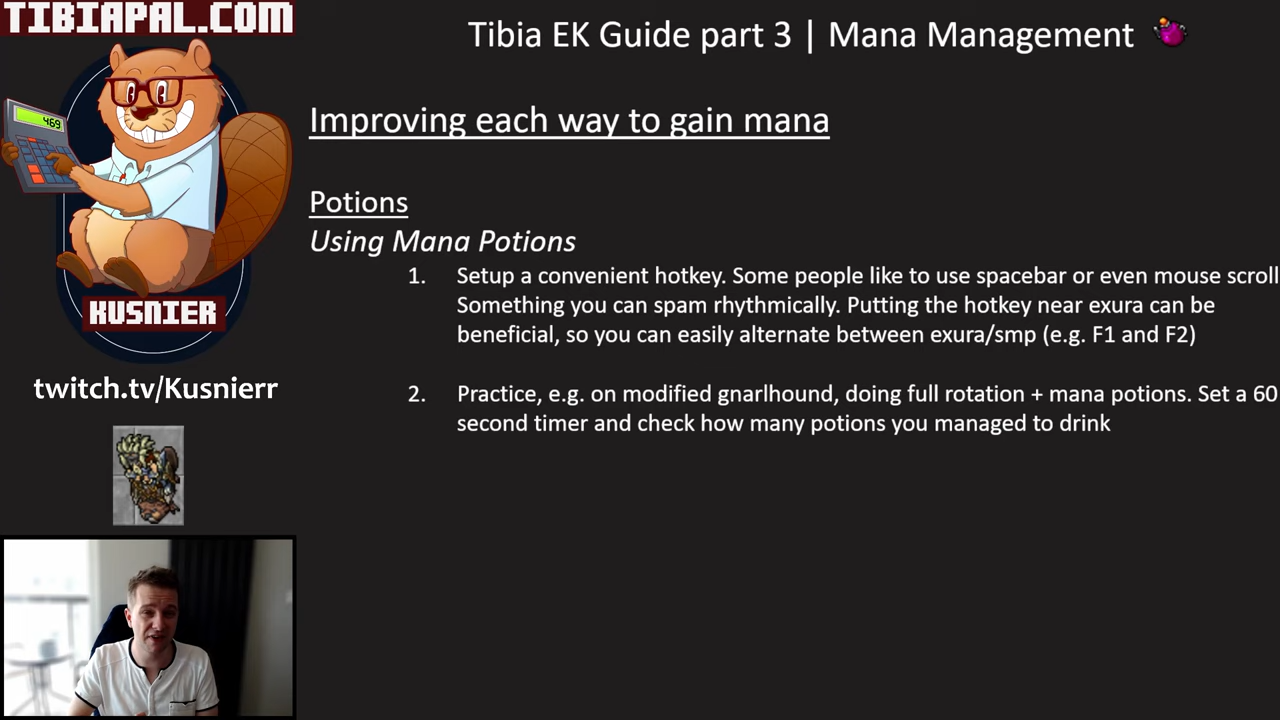 TIBIAPAL.COM
Tibia EK Guide part 3 | Mana Management
469
Improving each way to gain mana
Potions
Using Mana Potions
1. Setup a convenient hotkey. Some people like to use spacebar or even mouse scroll
Something you can spam rhythmically. Putting the hotkey near exura can be
beneficial, so you can easily alternate between exura/smp (e.g. F1 and F2)
2. Practice, e.g. on modified gnarlhound, doing full rotation + mana potions. Set a 60
second timer and check how many potions you managed to drink
KUSNIER
twitch.tv/Kusnierr